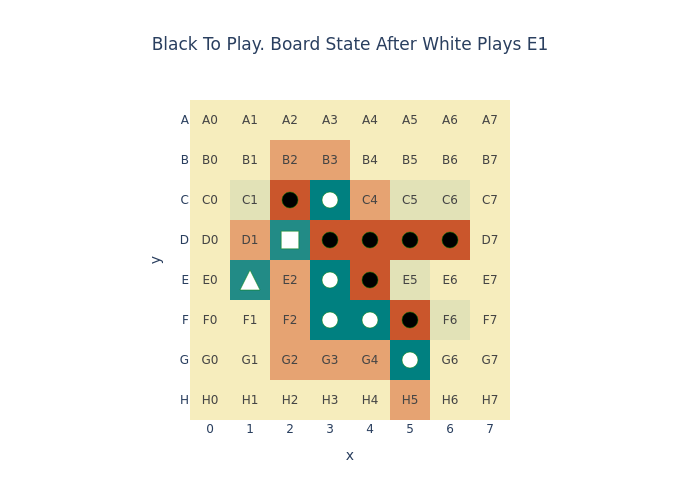 Black To Play. Board State After White Plays E1
A A0 A1 A2 A3 A4 A5 A6 A7
B B0 B1 B2 B3 B4 B5 B6 B7
C C0 C1 C4 C5 C6 C7
D D0 D1 D7
y
E E0 E2 E5 E6 E7
F F0 F1 F2 F6 F7
G G0 G1 G2 G3 G4 G6 G7
H H0 H1 H2 H3 H4 H5 H6 H7
0 1 2 3 4 5 6 7
x